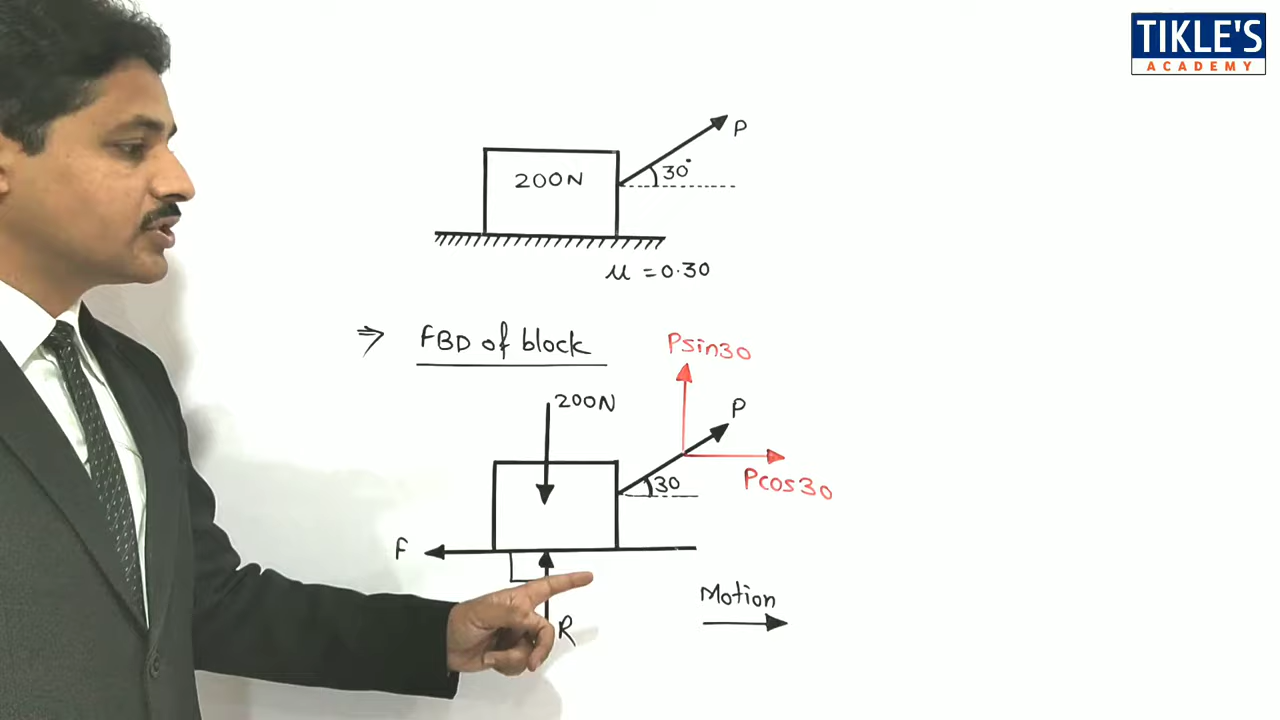 TIKLE'S
ACADEMY
P
200N
30°
μ = 0.30
⇒ FBD of block
Psin30
200N
P
30
Pcos30
F
Motion
R